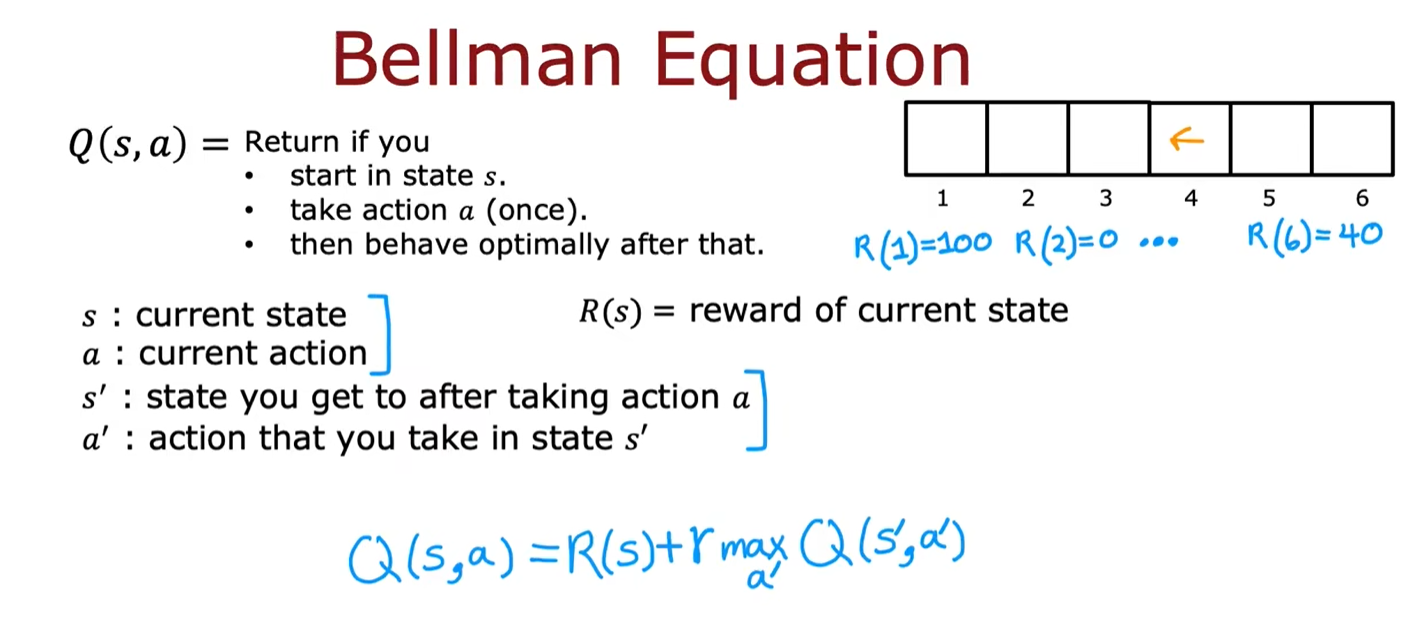 Bellman Equation
Q(s, a) = Return if you
• start in state s.
• take action a (once).
• then behave optimally after that.
←
1 2 3 4 5 6
R(1)=100 R(2)=0 ... R(6)=40
s : current state
a : current action
R(s) = reward of current state
s′ : state you get to after taking action a
a′ : action that you take in state s′
Q(s,a) = R(s)+γ max Q(s′,a′)
a′